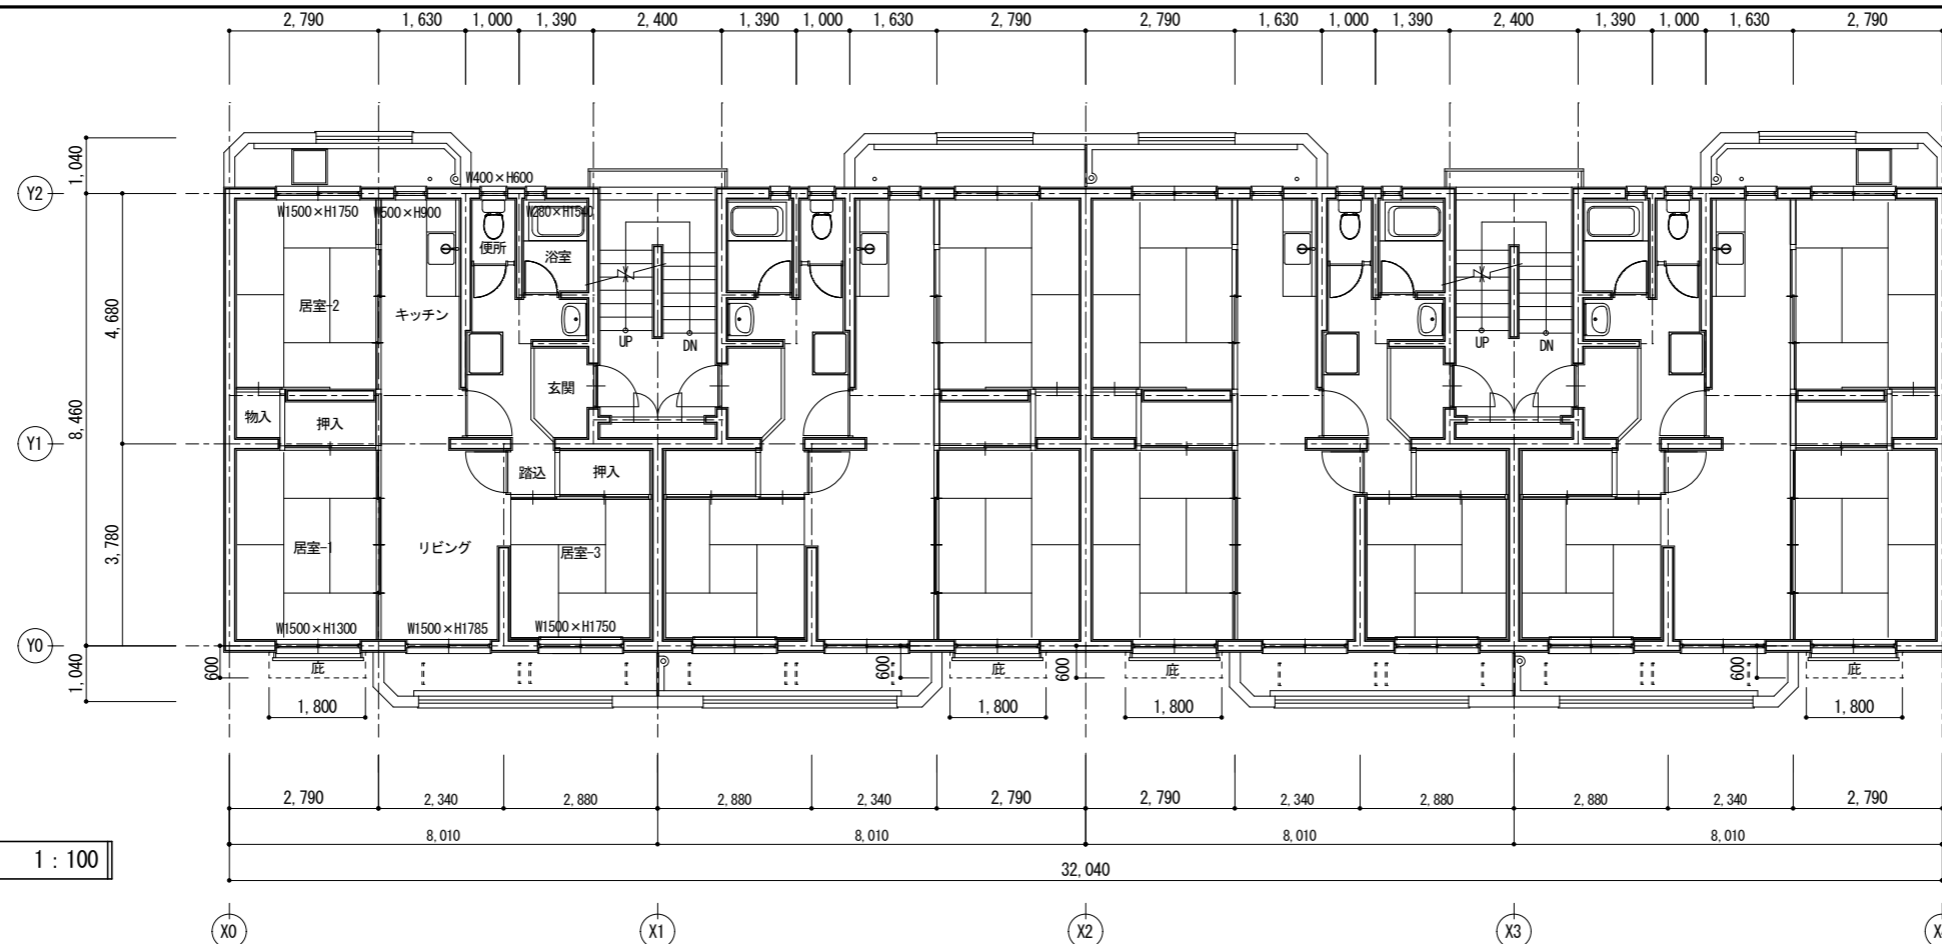 2,790 1,630 1,000 1,390 2,400 1,390 1,000 1,630 2,790 2,790 1,630 1,000 1,390 2,400 1,390 1,000 1,630 2,790
1,040
W400×H600
Y2
W1500×H1750 W500×H900 W280×H1540
便所 浴室
居室-2 キッチン
4,680
UP DN UP DN
玄関
物入 押入
8,460
Y1
踏込 押入
3,780
居室-1 リビング 居室-3
W1500×H1300 W1500×H1785 W1500×H1750
Y0
600 庇 600 庇 600 庇 600 庇
1,040
1,800 1,800 1,800 1,800
2,790 2,340 2,880 2,880 2,340 2,790 2,790 2,340 2,880 2,880 2,340 2,790
8,010 8,010 8,010 8,010
1:100
32,040
X0 X1 X2 X3